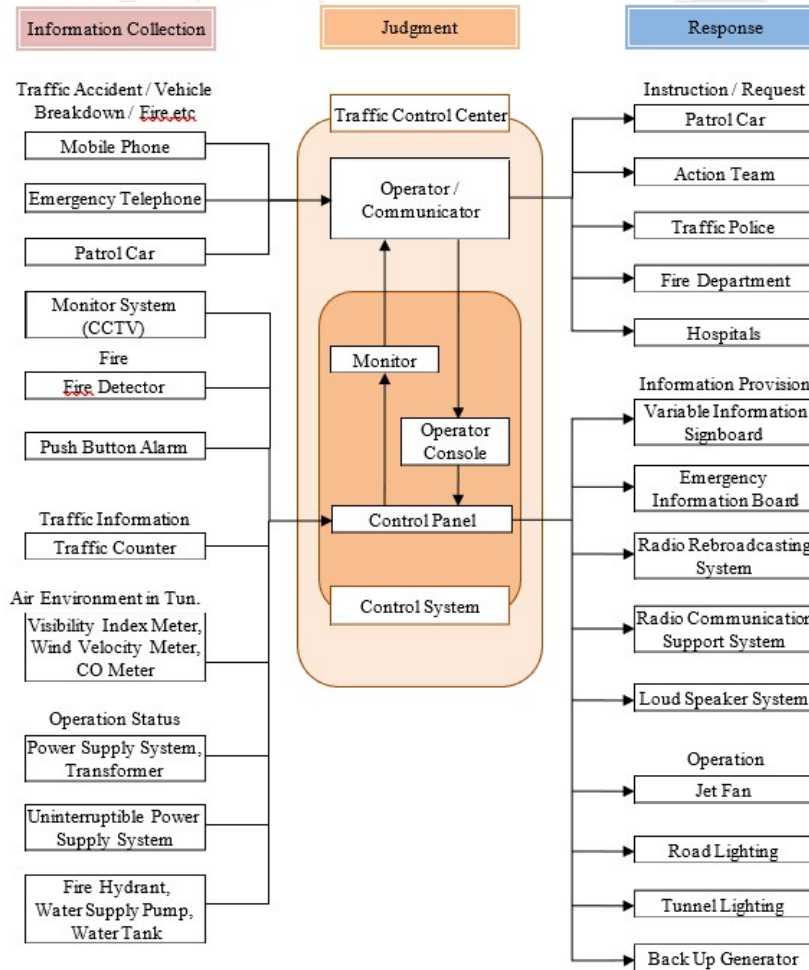 Information Collection
Judgment
Response
Traffic Accident / Vehicle
Breakdown / Fire.etc
Mobile Phone
Emergency Telephone
Patrol Car
Monitor System
(CCTV)
Fire
Fire Detector
Push Button Alarm
Traffic Information
Traffic Counter
Air Environment in Tun.
Visibility Index Meter,
Wind Velocity Meter,
CO Meter
Operation Status
Power Supply System,
Transformer
Uninterruptible Power
Supply System
Fire Hydrant,
Water Supply Pump,
Water Tank
Traffic Control Center
Operator /
Communicator
Monitor
Operator
Console
Control Panel
Control System
Instruction / Request
Patrol Car
Action Team
Traffic Police
Fire Department
Hospitals
Information Provision
Variable Information
Signboard
Emergency
Information Board
Radio Rebroadcasting
System
Radio Communication
Support System
Loud Speaker System
Operation
Jet Fan
Road Lighting
Tunnel Lighting
Back Up Generator